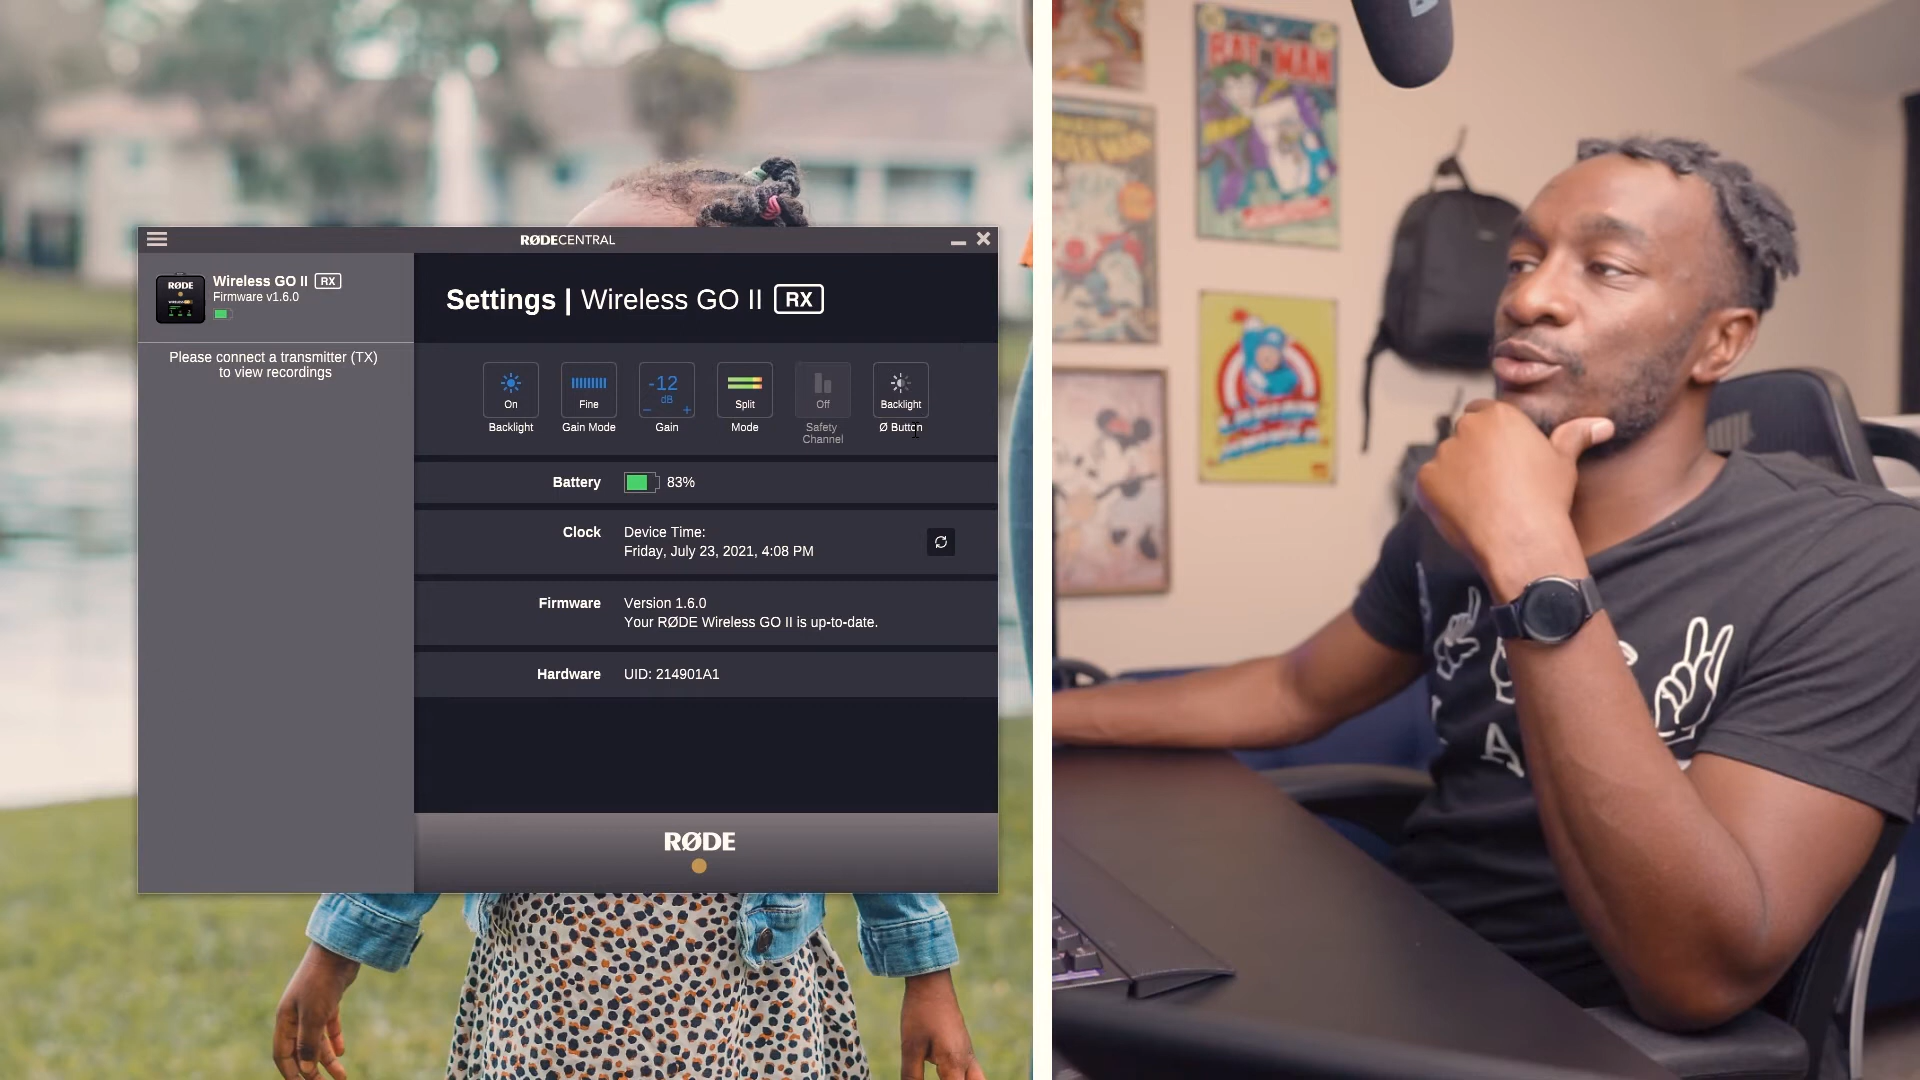 RØDECENTRAL
RØDE
Wireless GO II RX
Firmware v1.6.0
Please connect a transmitter (TX)
to view recordings
Settings | Wireless GO II RX
On
Backlight
Fine
Gain Mode
-12
dB
− +
Gain
Split
Mode
Off
Safety
Channel
Backlight
Ø Button
Battery 83%
Clock Device Time:
Friday, July 23, 2021, 4:08 PM
Firmware Version 1.6.0
Your RØDE Wireless GO II is up-to-date.
Hardware UID: 214901A1
RØDE
BATMAN
A